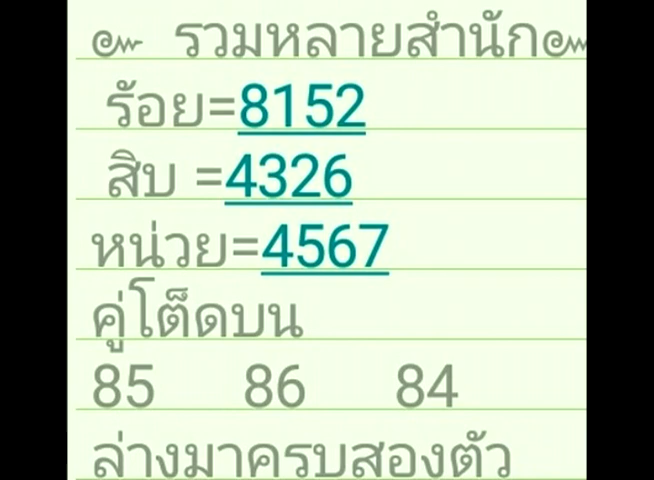 ๛ รวมหลายสำนัก๛
ร้อย=8152
สิบ =4326
หน่วย=4567
คู่โต็ดบน
85 86 84
ล่างมาครบสองตัว